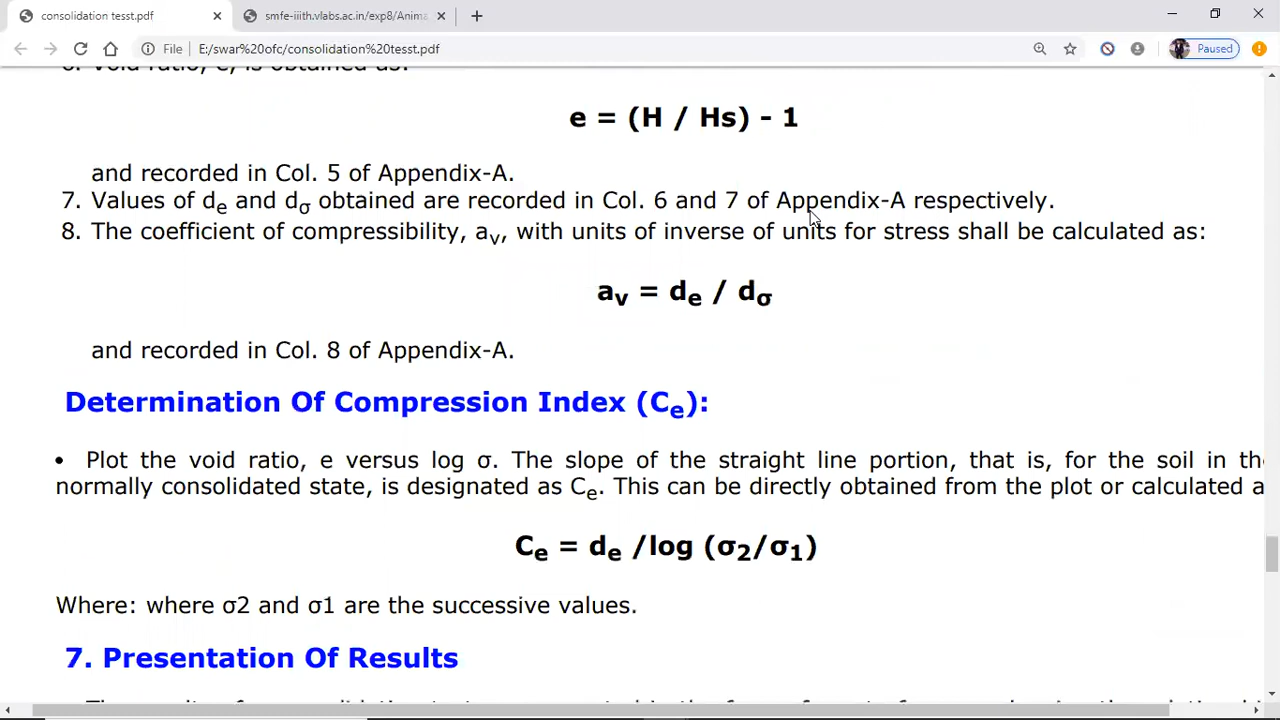 consolidation tesst.pdf
smfe-iiith.vlabs.ac.in/exp8/Anima
File
E:/swar%20ofc/consolidation%20tesst.pdf
Paused
6. Void ratio, e, is obtained as:
e = (H / Hs) - 1
and recorded in Col. 5 of Appendix-A.
7. Values of de and dσ obtained are recorded in Col. 6 and 7 of Appendix-A respectively.
8. The coefficient of compressibility, av, with units of inverse of units for stress shall be calculated as:
av = de / dσ
and recorded in Col. 8 of Appendix-A.
Determination Of Compression Index (Ce):
• Plot the void ratio, e versus log σ. The slope of the straight line portion, that is, for the soil in the
normally consolidated state, is designated as Ce. This can be directly obtained from the plot or calculated a
Ce = de /log (σ2/σ1)
Where: where σ2 and σ1 are the successive values.
7. Presentation Of Results